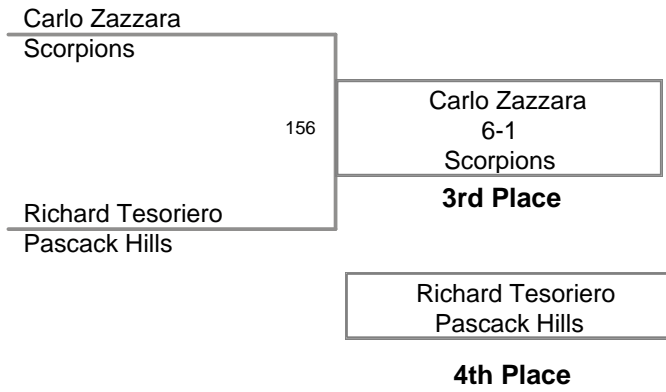 Carlo Zazzara
Scorpions
156
Carlo Zazzara
6-1
Scorpions
3rd Place
Richard Tesoriero
Pascack Hills
Richard Tesoriero
Pascack Hills
4th Place